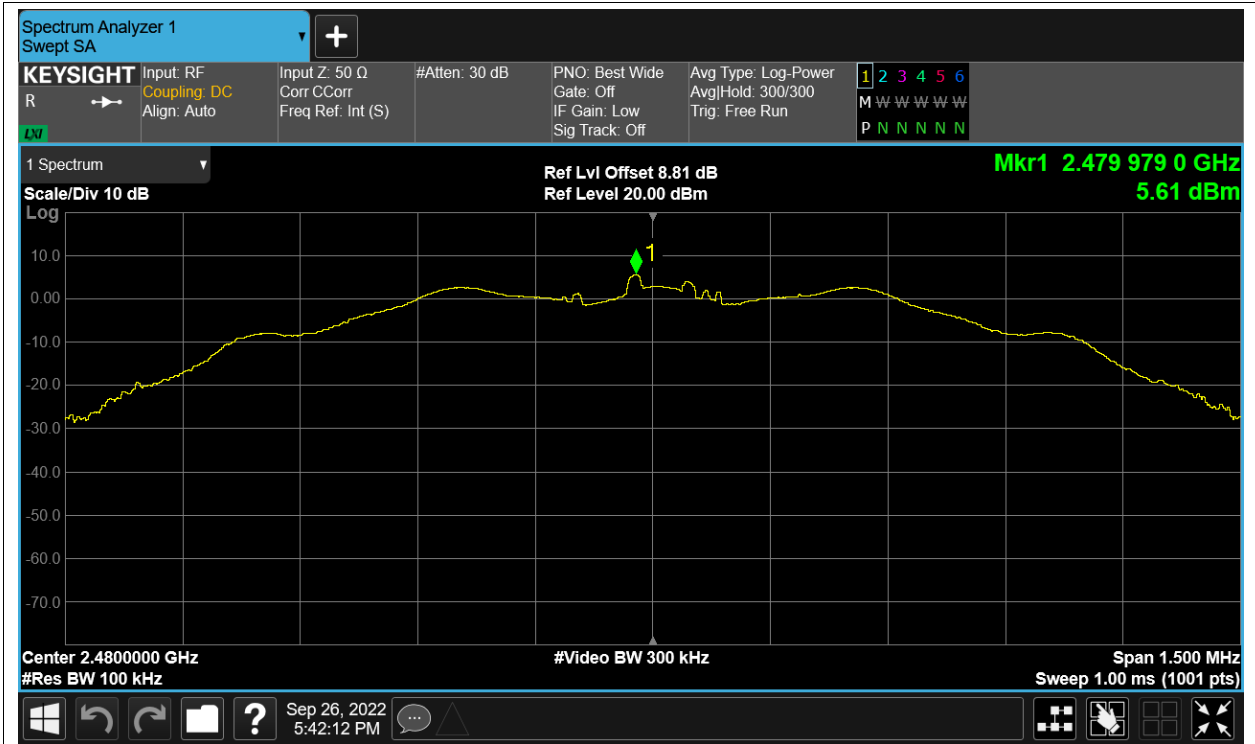 Spectrum Analyzer 1
Swept SA
KEYSIGHT
R
LXI
Input: RF
Coupling: DC
Align: Auto
Input Z: 50 Ω
Corr CCorr
Freq Ref: Int (S)
#Atten: 30 dB
PNO: Best Wide
Gate: Off
IF Gain: Low
Sig Track: Off
Avg Type: Log-Power
Avg|Hold: 300/300
Trig: Free Run
1 2 3 4 5 6
M W W W W W
P N N N N N
1 Spectrum
Scale/Div 10 dB
Log
Ref Lvl Offset 8.81 dB
Ref Level 20.00 dBm
Mkr1 2.479 979 0 GHz
5.61 dBm
1
10.0
0.00
-10.0
-20.0
-30.0
-40.0
-50.0
-60.0
-70.0
Center 2.4800000 GHz
#Res BW 100 kHz
#Video BW 300 kHz
Span 1.500 MHz
Sweep 1.00 ms (1001 pts)
?
Sep 26, 2022
5:42:12 PM